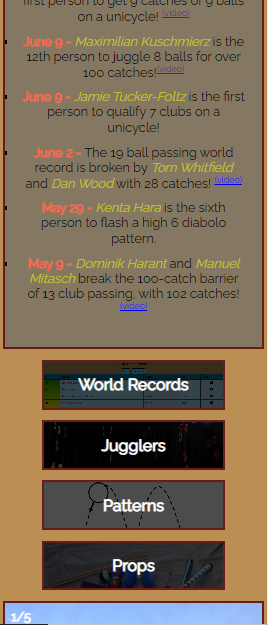 first person to get 9 catches of 9 balls
on a unicycle! (video)
June 9 - Maximilian Kuschmierz is the
12th person to juggle 8 balls for over
100 catches!(video)
June 9 - Jamie Tucker-Foltz is the first
person to qualify 7 clubs on a
unicycle!
June 2 - The 19 ball passing world
record is broken by Tom Whitfield
and Dan Wood with 28 catches! (video)
May 29 - Kenta Hara is the sixth
person to flash a high 6 diabolo
pattern.
May 9 - Dominik Harant and Manuel
Mitasch break the 100-catch barrier
of 13 club passing, with 102 catches!
(video)
World Records
Jugglers
Patterns
Props
1/5